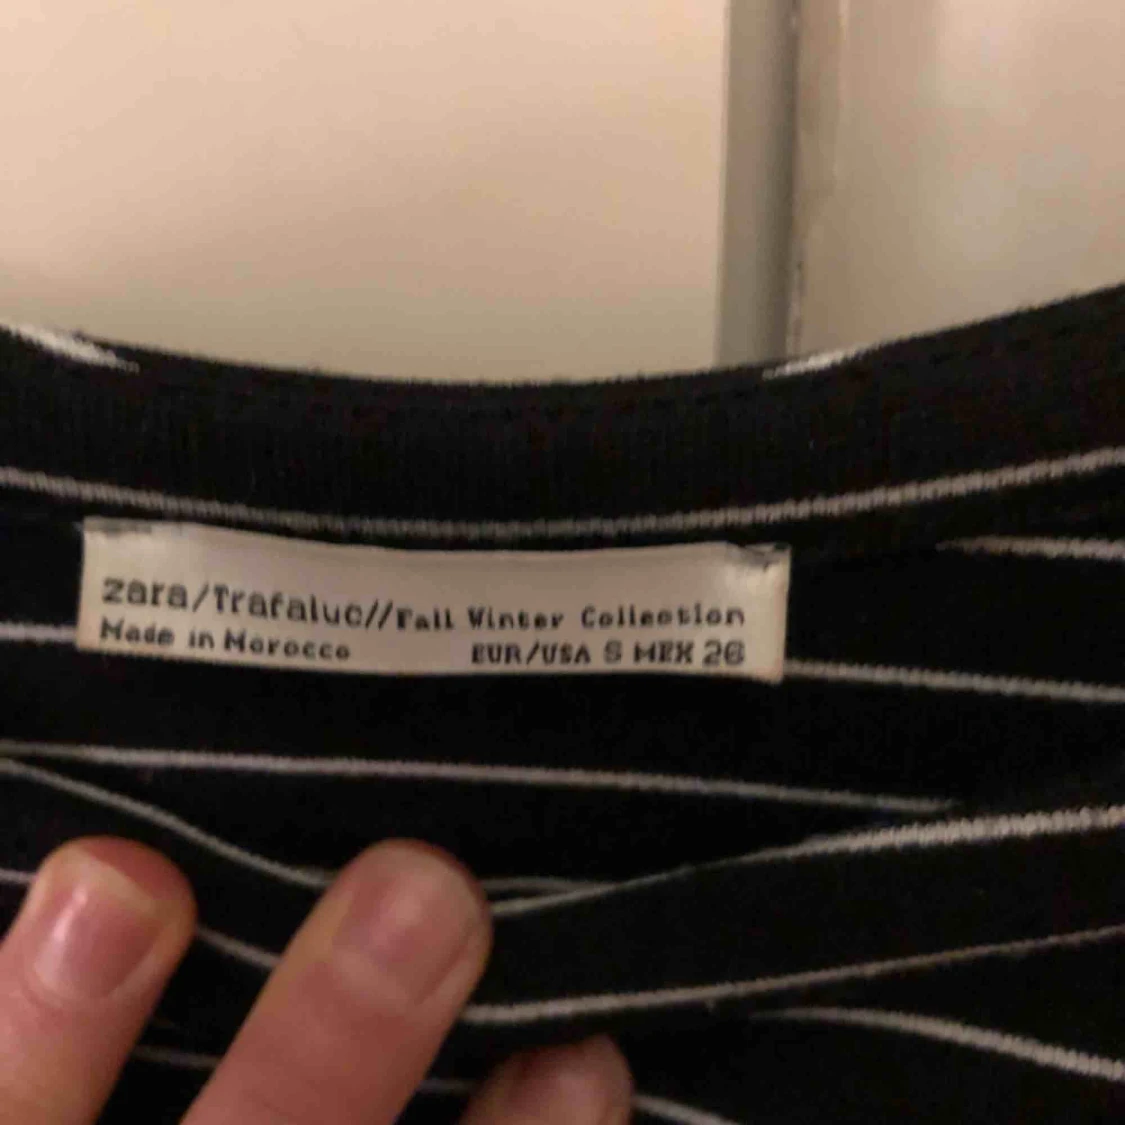 zara/Trafaluc//Fall Winter Collection
Made in Morocco EUR/USA S MEX 26